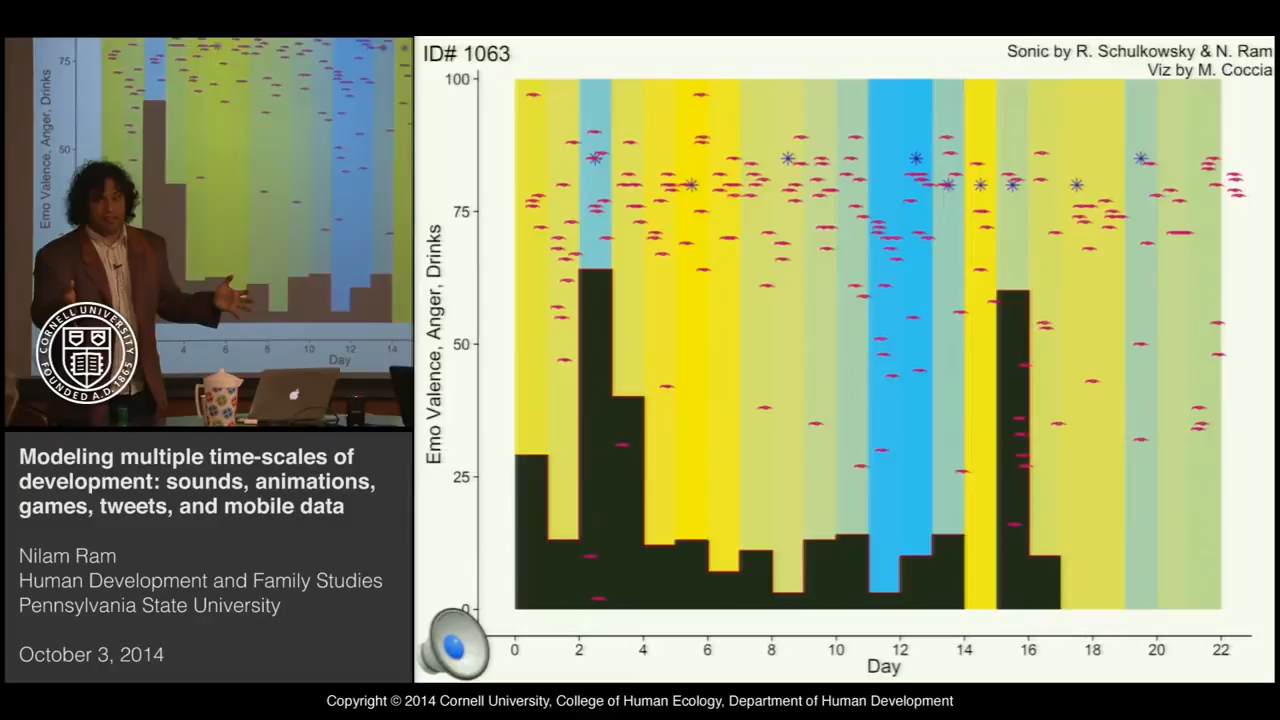 75
50
Emo Valence, Anger, Drinks
4 6 8 10 12 14
Day
CORNELL UNIVERSITY
FOUNDED A.D. 1865
Modeling multiple time-scales of
development: sounds, animations,
games, tweets, and mobile data
Nilam Ram
Human Development and Family Studies
Pennsylvania State University
October 3, 2014
ID# 1063
Sonic by R. Schulkowsky & N. Ram
Viz by M. Coccia
100
75
50
25
0
Emo Valence, Anger, Drinks
0 2 4 6 8 10 12 14 16 18 20 22
Day
Copyright © 2014 Cornell University, College of Human Ecology, Department of Human Development